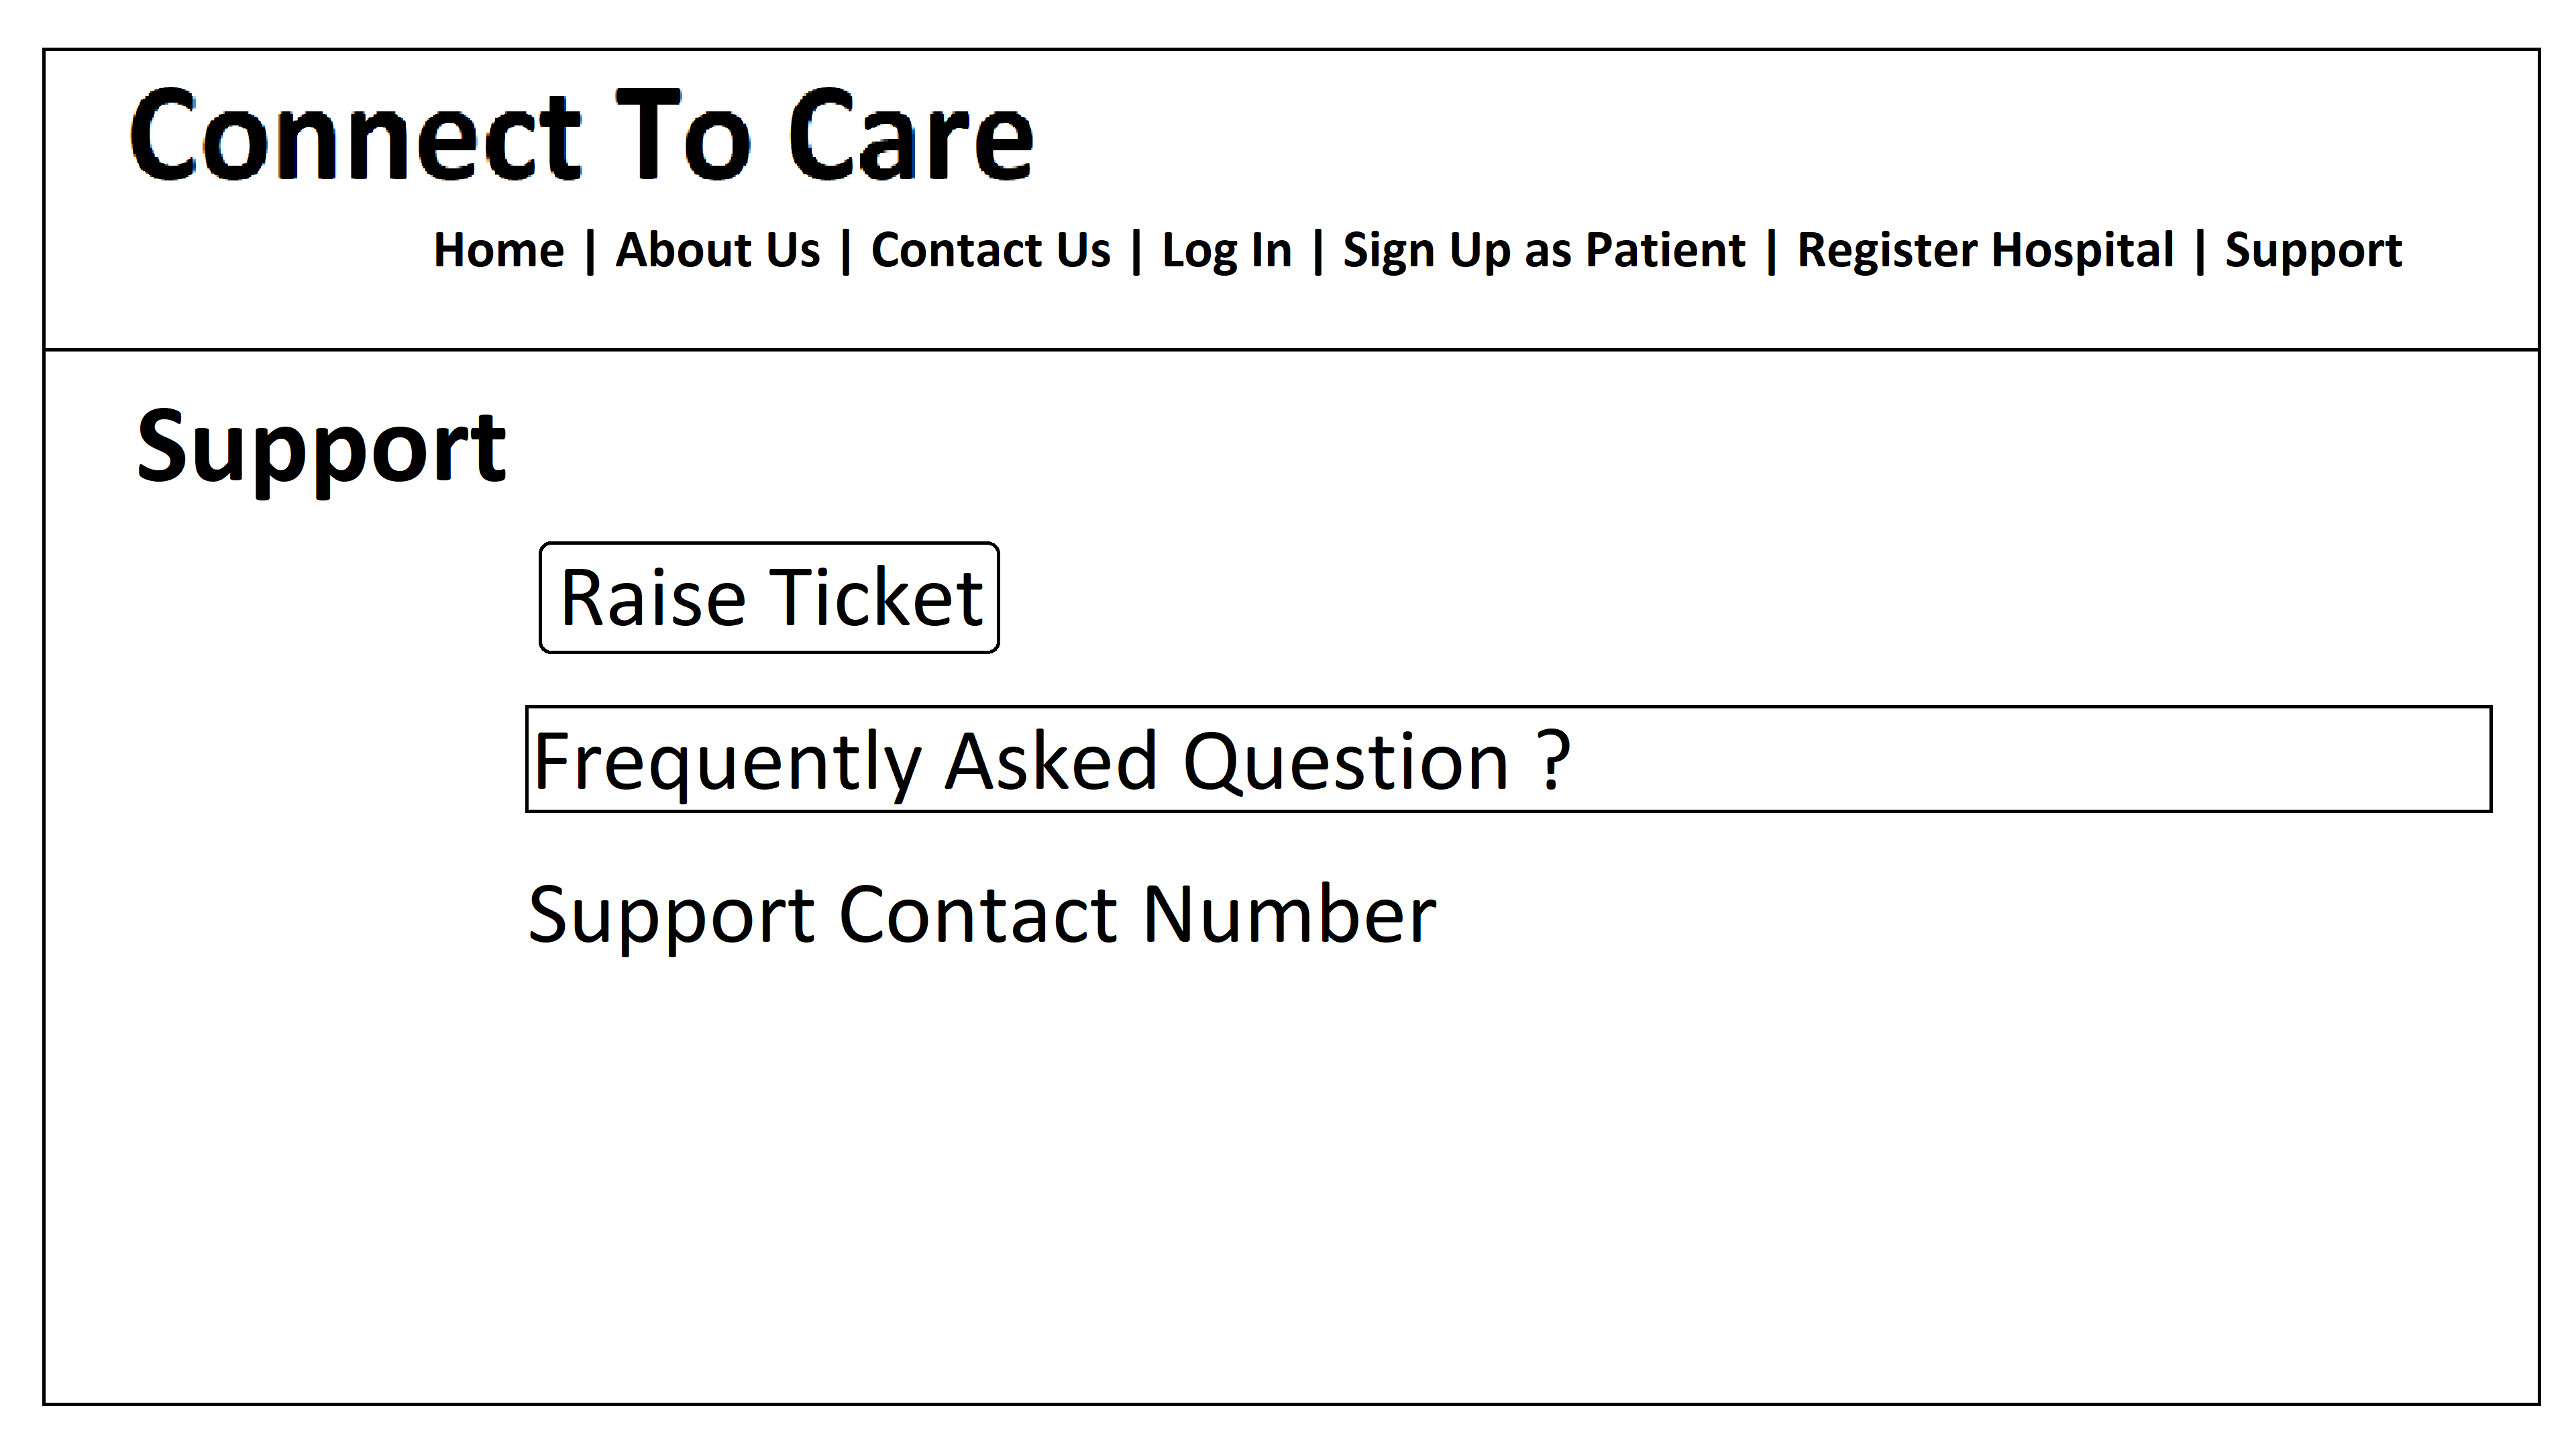 Connect To Care
Home | About Us | Contact Us | Log In | Sign Up as Patient | Register Hospital | Support
Support
Raise Ticket
Frequently Asked Question ?
Support Contact Number